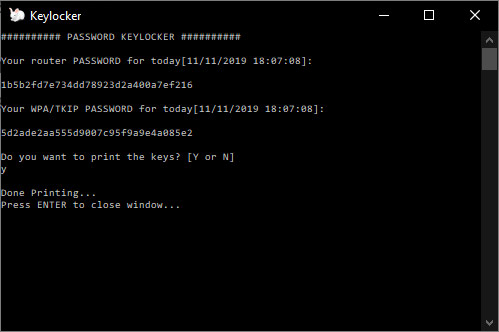 Keylocker
########## PASSWORD KEYLOCKER ##########
Your router PASSWORD for today[11/11/2019 18:07:08]:
1b5b2fd7e734dd78923d2a400a7ef216
Your WPA/TKIP PASSWORD for today[11/11/2019 18:07:08]:
5d2ade2aa555d9007c95f9a9e4a085e2
Do you want to print the keys? [Y or N]
y
Done Printing...
Press ENTER to close window...